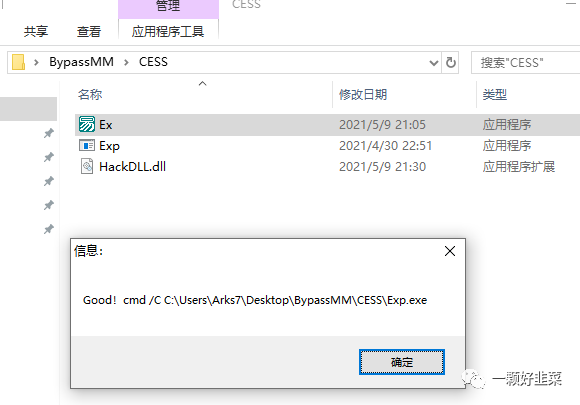 管理
CESS
共享
查看
应用程序工具
BypassMM
CESS
搜索"CESS"
名称
修改日期
类型
Ex
2021/5/9 21:05
应用程序
Exp
2021/4/30 22:51
应用程序
HackDLL.dll
2021/5/9 21:30
应用程序扩展
信息:
Good! cmd /C C:\Users\Arks7\Desktop\BypassMM\CESS\Exp.exe
确定
一颗好韭菜